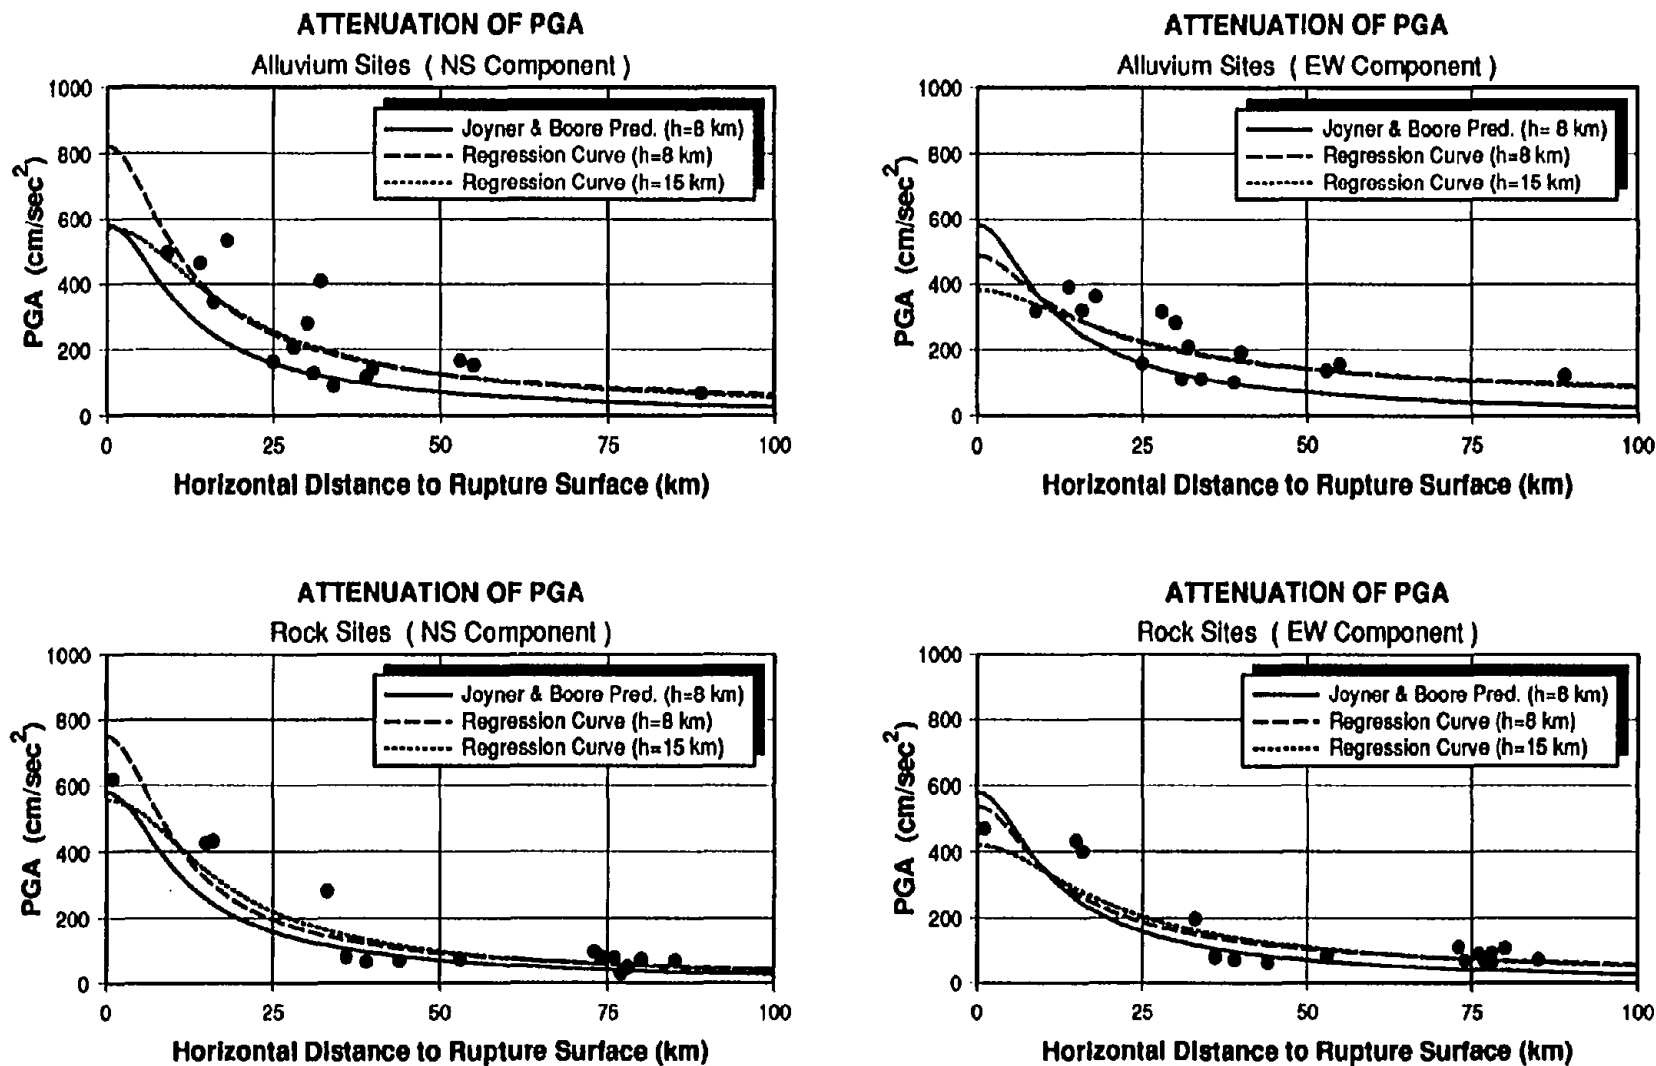 ATTENUATION OF PGA
Alluvium Sites ( NS Component )
1000
800
600
400
200
0
PGA (cm/sec²)
Joyner & Boore Pred. (h=8 km)
Regression Curve (h=8 km)
Regression Curve (h=15 km)
0 25 50 75 100
Horizontal Distance to Rupture Surface (km)
ATTENUATION OF PGA
Alluvium Sites ( EW Component )
1000
800
600
400
200
0
PGA (cm/sec²)
Joyner & Boore Pred. (h= 8 km)
Regression Curve (h=8 km)
Regression Curve (h=15 km)
0 25 50 75 100
Horizontal Distance to Rupture Surface (km)
ATTENUATION OF PGA
Rock Sites ( NS Component )
1000
800
600
400
200
0
PGA (cm/sec²)
Joyner & Boore Pred. (h=8 km)
Regression Curve (h=8 km)
Regression Curve (h=15 km)
0 25 50 75 100
Horizontal Distance to Rupture Surface (km)
ATTENUATION OF PGA
Rock Sites ( EW Component )
1000
800
600
400
200
0
PGA (cm/sec²)
Joyner & Boore Pred. (h=8 km)
Regression Curve (h=8 km)
Regression Curve (h=15 km)
0 25 50 75 100
Horizontal Distance to Rupture Surface (km)